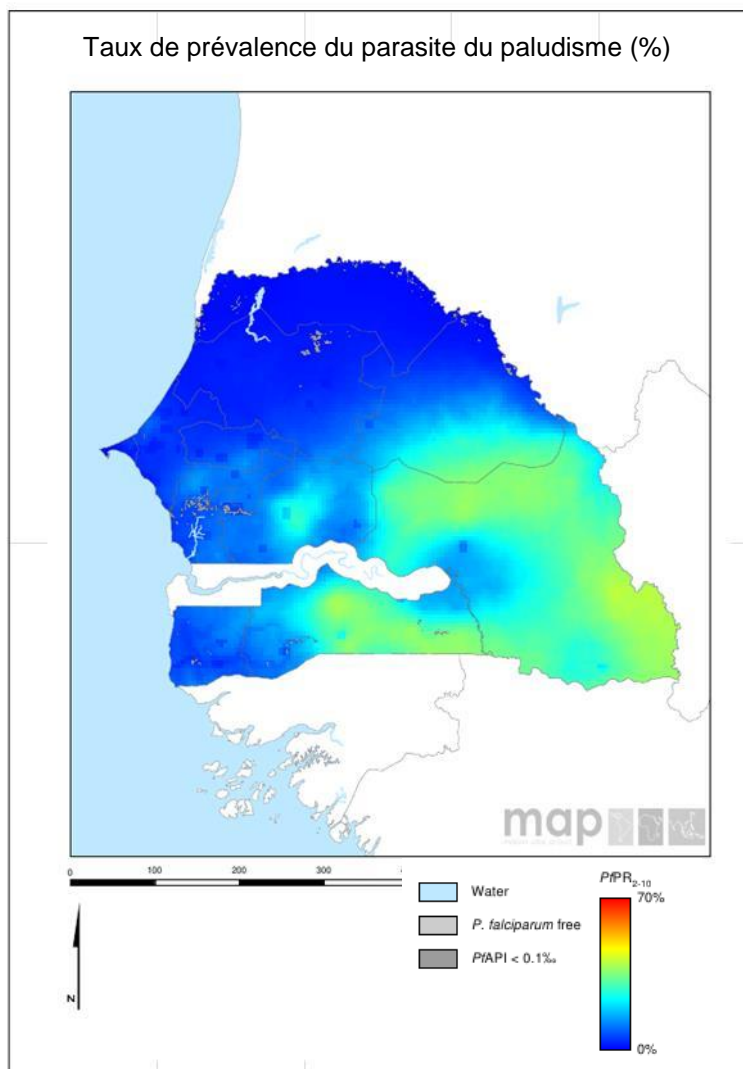 Taux de prévalence du parasite du paludisme (%)
map
0 100 200 300
Water
P. falciparum free
PfAPI < 0.1‰
PfPR2-10
70%
0%
N